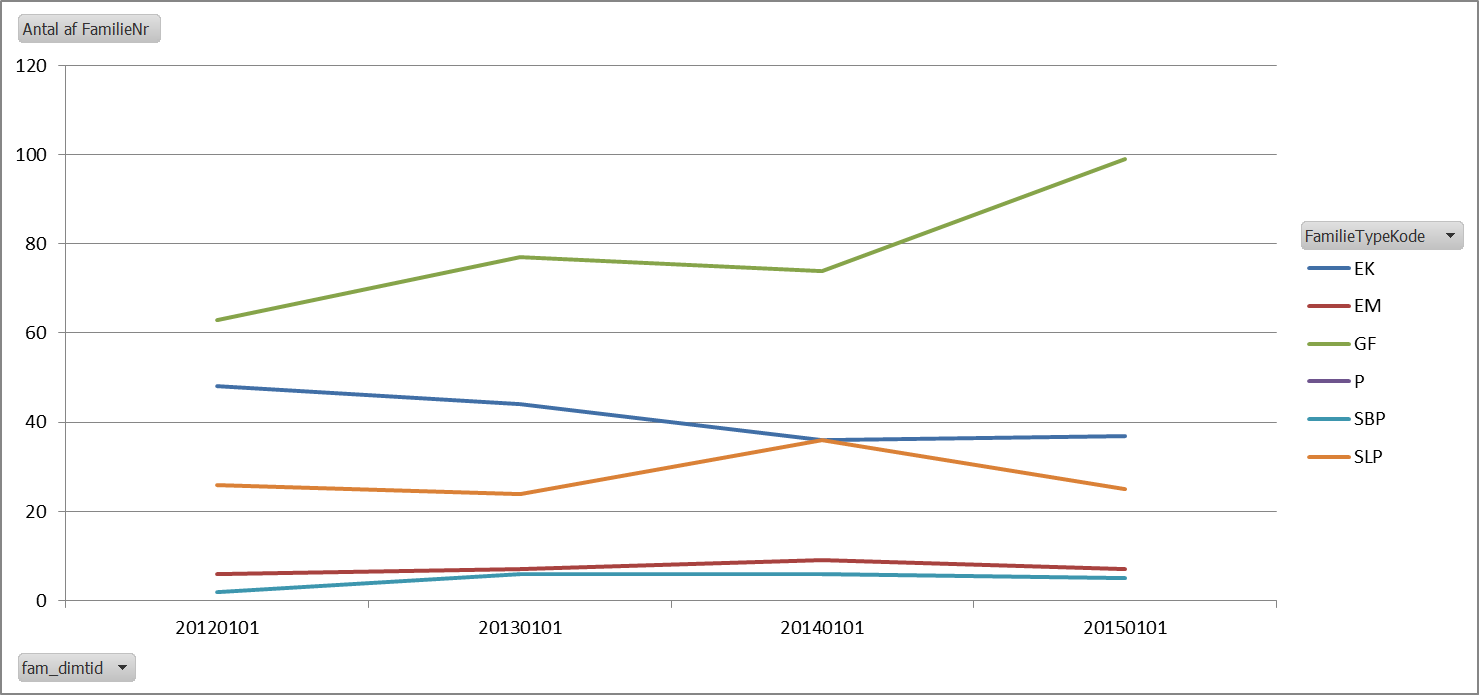 Antal af FamilieNr
120
100
80
60
40
20
0
20120101 20130101 20140101 20150101
fam_dimtid
FamilieTypeKode
EK
EM
GF
P
SBP
SLP